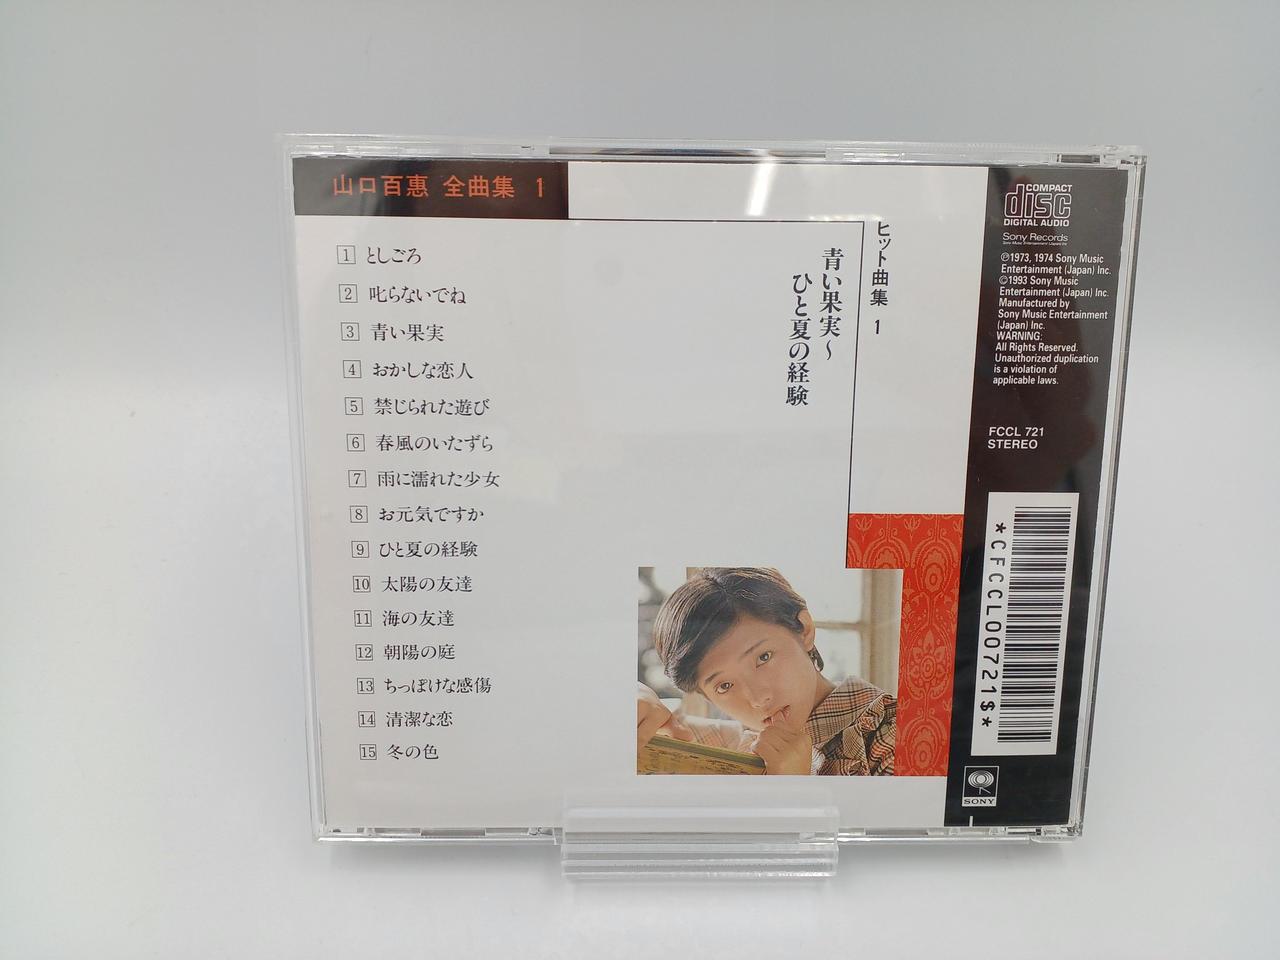 山口百惠 全曲集 1
1 としごろ
2 叱らないでね
3 青い果実
4 おかしな恋人
5 禁じられた遊び
6 春風のいたずら
7 雨に濡れた少女
8 お元気ですか
9 ひと夏の経験
10 太陽の友達
11 海の友達
12 朝陽の庭
13 ちっぽけな感傷
14 清潔な恋
15 冬の色
ヒット曲集 1
青い果実〜
ひと夏の経験
COMPACT
disc
DIGITAL AUDIO
Sony Records
Sony Music Entertainment (Japan) Inc.
℗1973, 1974 Sony Music
Entertainment (Japan) Inc.
©1993 Sony Music
Entertainment (Japan) Inc.
Manufactured by
Sony Music Entertainment
(Japan) Inc.
WARNING:
All Rights Reserved.
Unauthorized duplication
is a violation of
applicable laws.
FCCL 721
STEREO
*CFCCL00721$*
SONY